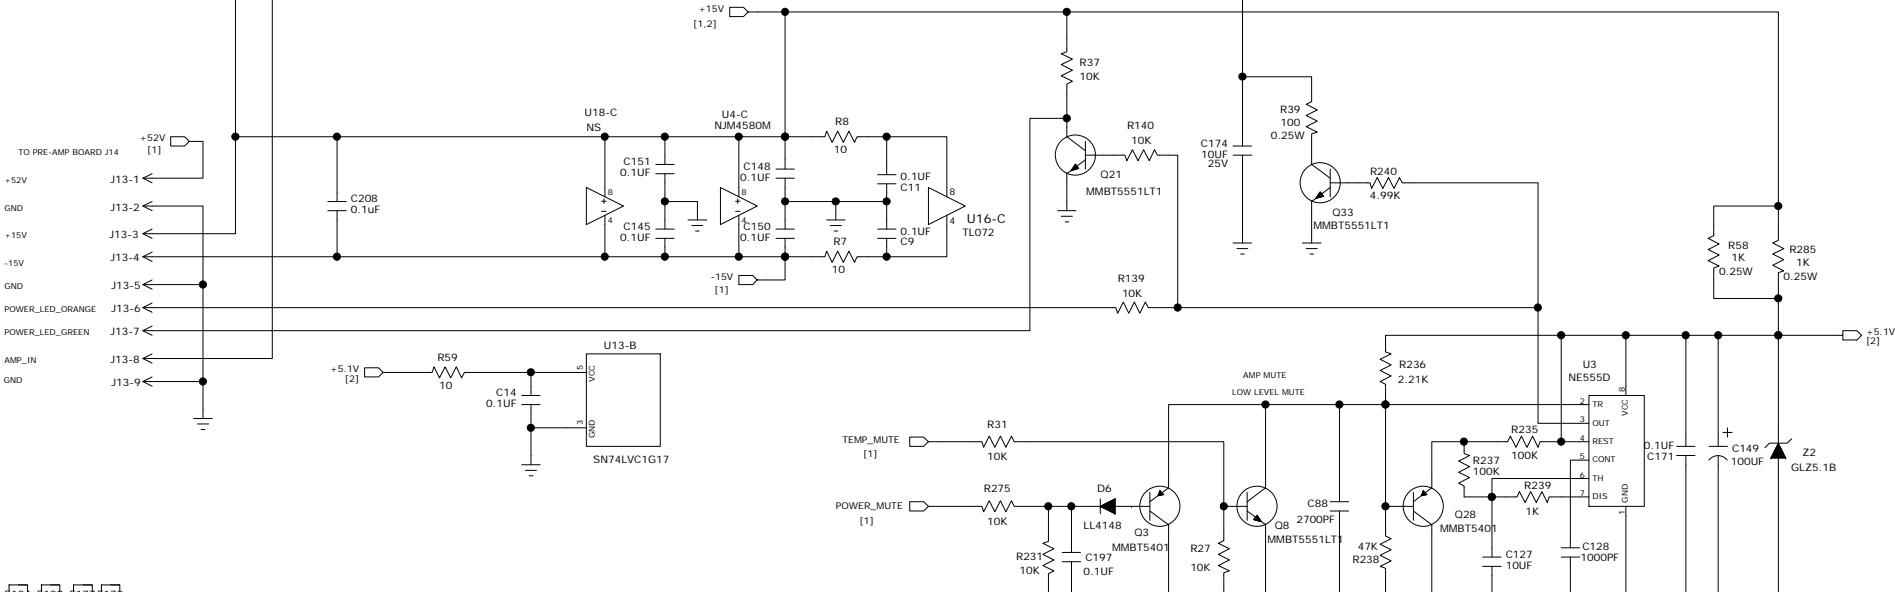 +15V
[1,2]
R37
10K
R140
10K
Q21
MMBT5551LT1
C174
10UF
25V
R39
100
0.25W
R240
4.99K
Q33
MMBT5551LT1
U18-C
NS
U4-C
NJM4580M
R8
10
+52V
[1]
TO PRE-AMP BOARD J14
+52V
J13-1
GND
J13-2
+15V
J13-3
-15V
J13-4
GND
J13-5
POWER_LED_ORANGE
J13-6
POWER_LED_GREEN
J13-7
AMP_IN
J13-8
GND
J13-9
C208
0.1uF
8
+
-
4
C151
0.1UF
C145
0.1UF
8
+
-
4
C148
0.1UF
C150
0.1UF
0.1UF
C11
0.1UF
C9
8
4
U16-C
TL072
R7
10
-15V
[1]
R139
10K
R58
1K
0.25W
R285
1K
0.25W
+5.1V
[2]
+5.1V
[2]
R59
10
C14
0.1UF
U13-B
5
VCC
3
GND
SN74LVC1G17
R236
2.21K
AMP MUTE
LOW LEVEL MUTE
U3
NE555D
8
VCC
2 TR
3 OUT
4 REST
5 CONT
6 TH
7 DIS
GND
1
TEMP_MUTE
[1]
R31
10K
POWER_MUTE
[1]
R275
10K
D6
LL4148
Q3
MMBT5401
R231
10K
C197
0.1UF
R27
10K
Q8
MMBT5551LT1
C88
2700PF
47K
R238
Q28
MMBT5401
R235
100K
R237
100K
R239
1K
C127
10UF
C128
1000PF
0.1UF
C171
+
C149
100UF
Z2
GLZ5.1B